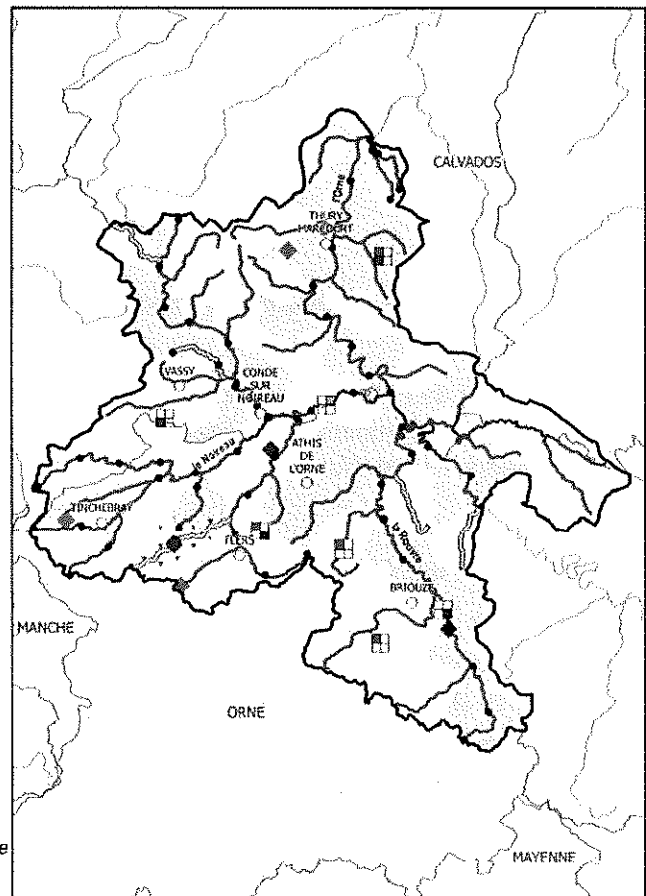 CALVADOS
l'Orne
THURY
HARCOURT
VASSY
CONDE
SUR
NOIREAU
le Noireau
ATHIS
DE
L'ORNE
TINCHEBRAY
FLERS
la Rouvre
BRIOUZE
MANCHE
ORNE
MAYENNE
e